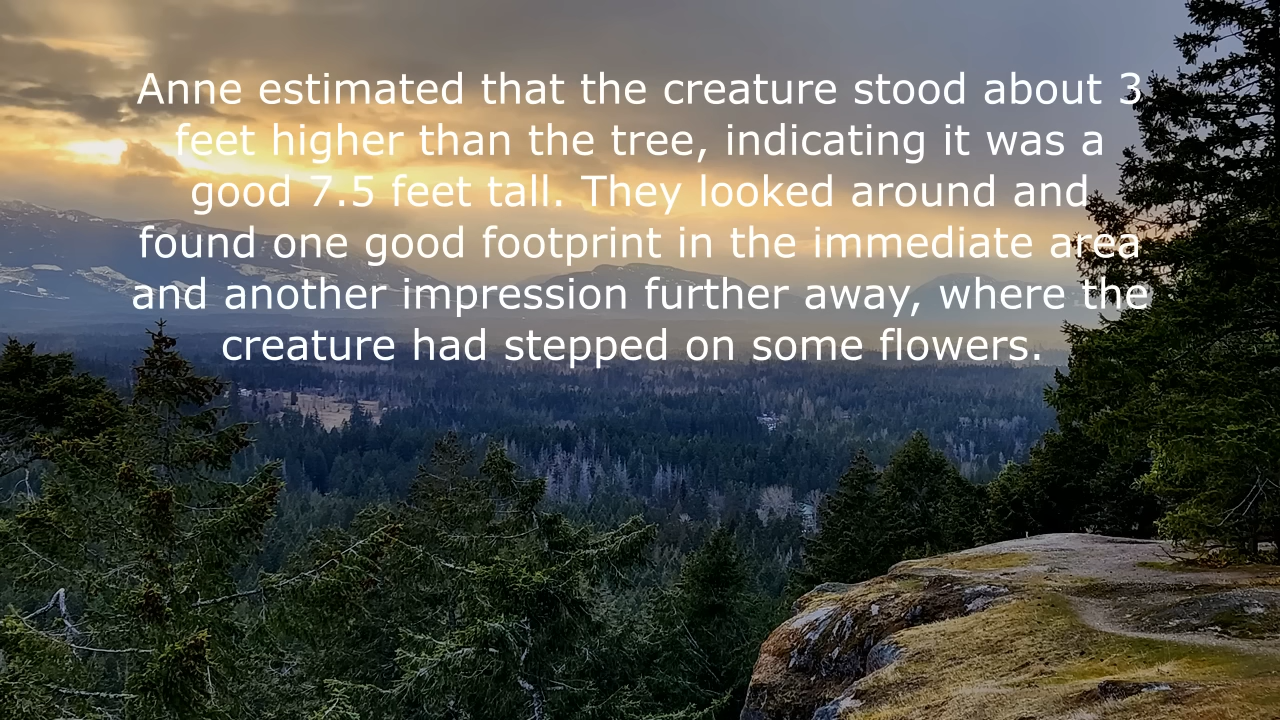 Anne estimated that the creature stood about 3
feet higher than the tree, indicating it was a
good 7.5 feet tall. They looked around and
found one good footprint in the immediate area
and another impression further away, where the
creature had stepped on some flowers.